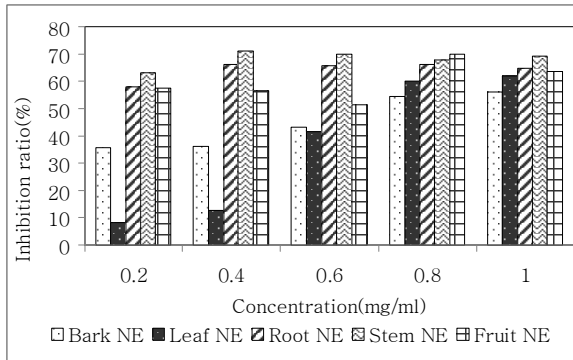 80
70
60
50
40
30
20
10
0
Inhibition ratio(%)
0.2 0.4 0.6 0.8 1
Concentration(mg/ml)
Bark NE Leaf NE Root NE Stem NE Fruit NE